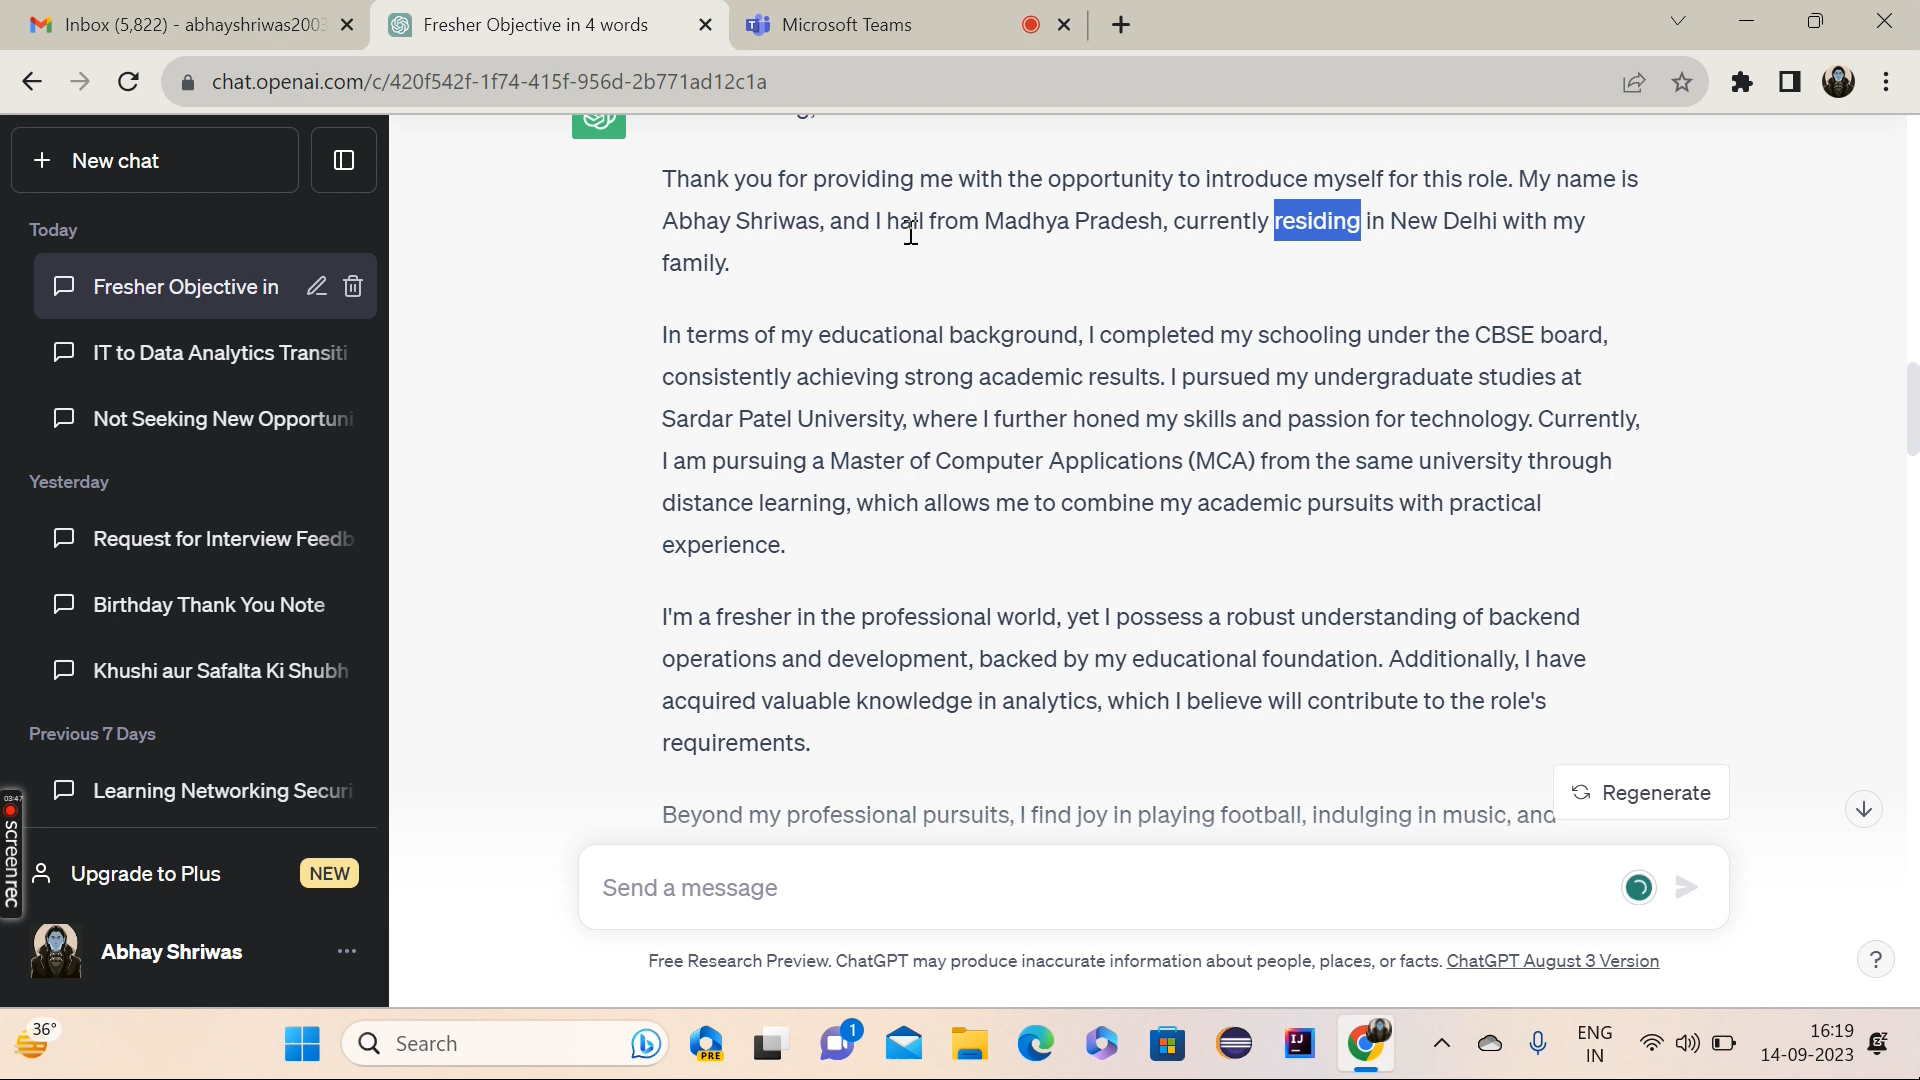 Inbox (5,822) - abhayshriwas2003
Fresher Objective in 4 words
Microsoft Teams
chat.openai.com/c/420f542f-1f74-415f-956d-2b771ad12c1a
New chat
Today
Fresher Objective in
IT to Data Analytics Transiti
Not Seeking New Opportuni
Yesterday
Request for Interview Feedb
Birthday Thank You Note
Khushi aur Safalta Ki Shubh
Previous 7 Days
Learning Networking Securi
03:47
screenrec
Upgrade to Plus NEW
Abhay Shriwas
Thank you for providing me with the opportunity to introduce myself for this role. My name is
Abhay Shriwas, and I hail from Madhya Pradesh, currently residing in New Delhi with my
family.
In terms of my educational background, I completed my schooling under the CBSE board,
consistently achieving strong academic results. I pursued my undergraduate studies at
Sardar Patel University, where I further honed my skills and passion for technology. Currently,
I am pursuing a Master of Computer Applications (MCA) from the same university through
distance learning, which allows me to combine my academic pursuits with practical
experience.
I'm a fresher in the professional world, yet I possess a robust understanding of backend
operations and development, backed by my educational foundation. Additionally, I have
acquired valuable knowledge in analytics, which I believe will contribute to the role's
requirements.
Regenerate
Beyond my professional pursuits, I find joy in playing football, indulging in music, and
Send a message
Free Research Preview. ChatGPT may produce inaccurate information about people, places, or facts. ChatGPT August 3 Version
?
36°
Search
PRE
1
IJ
ENG
IN
16:19
14-09-2023